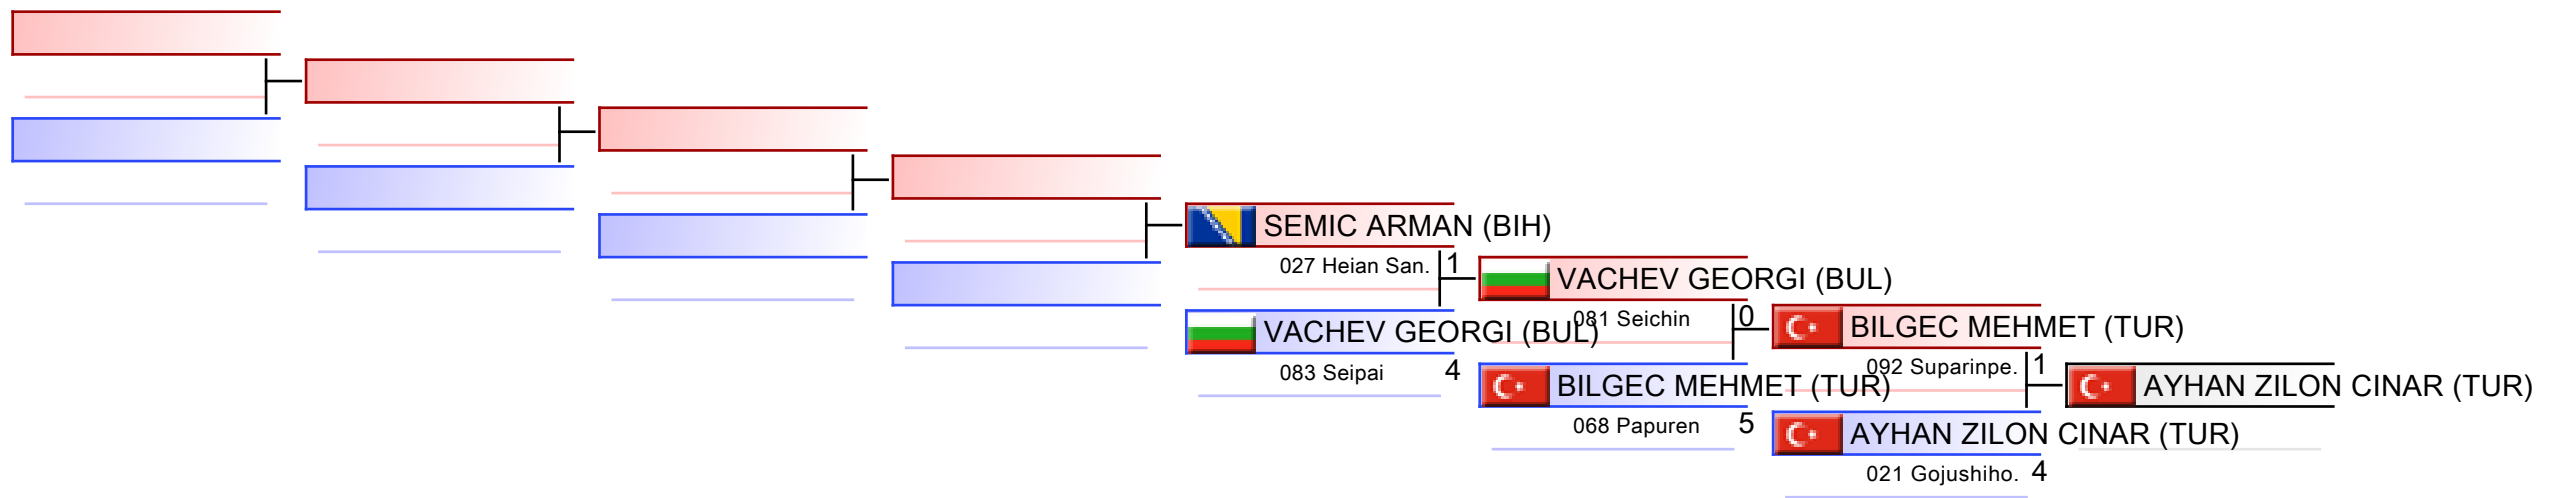 SEMIC ARMAN (BIH)
027 Heian San. 1
VACHEV GEORGI (BUL)
083 Seipai 4
VACHEV GEORGI (BUL)
081 Seichin 0
BILGEC MEHMET (TUR)
068 Papuren 5
BILGEC MEHMET (TUR)
092 Suparinpe. 1
AYHAN ZILON CINAR (TUR)
021 Gojushiho. 4
AYHAN ZILON CINAR (TUR)